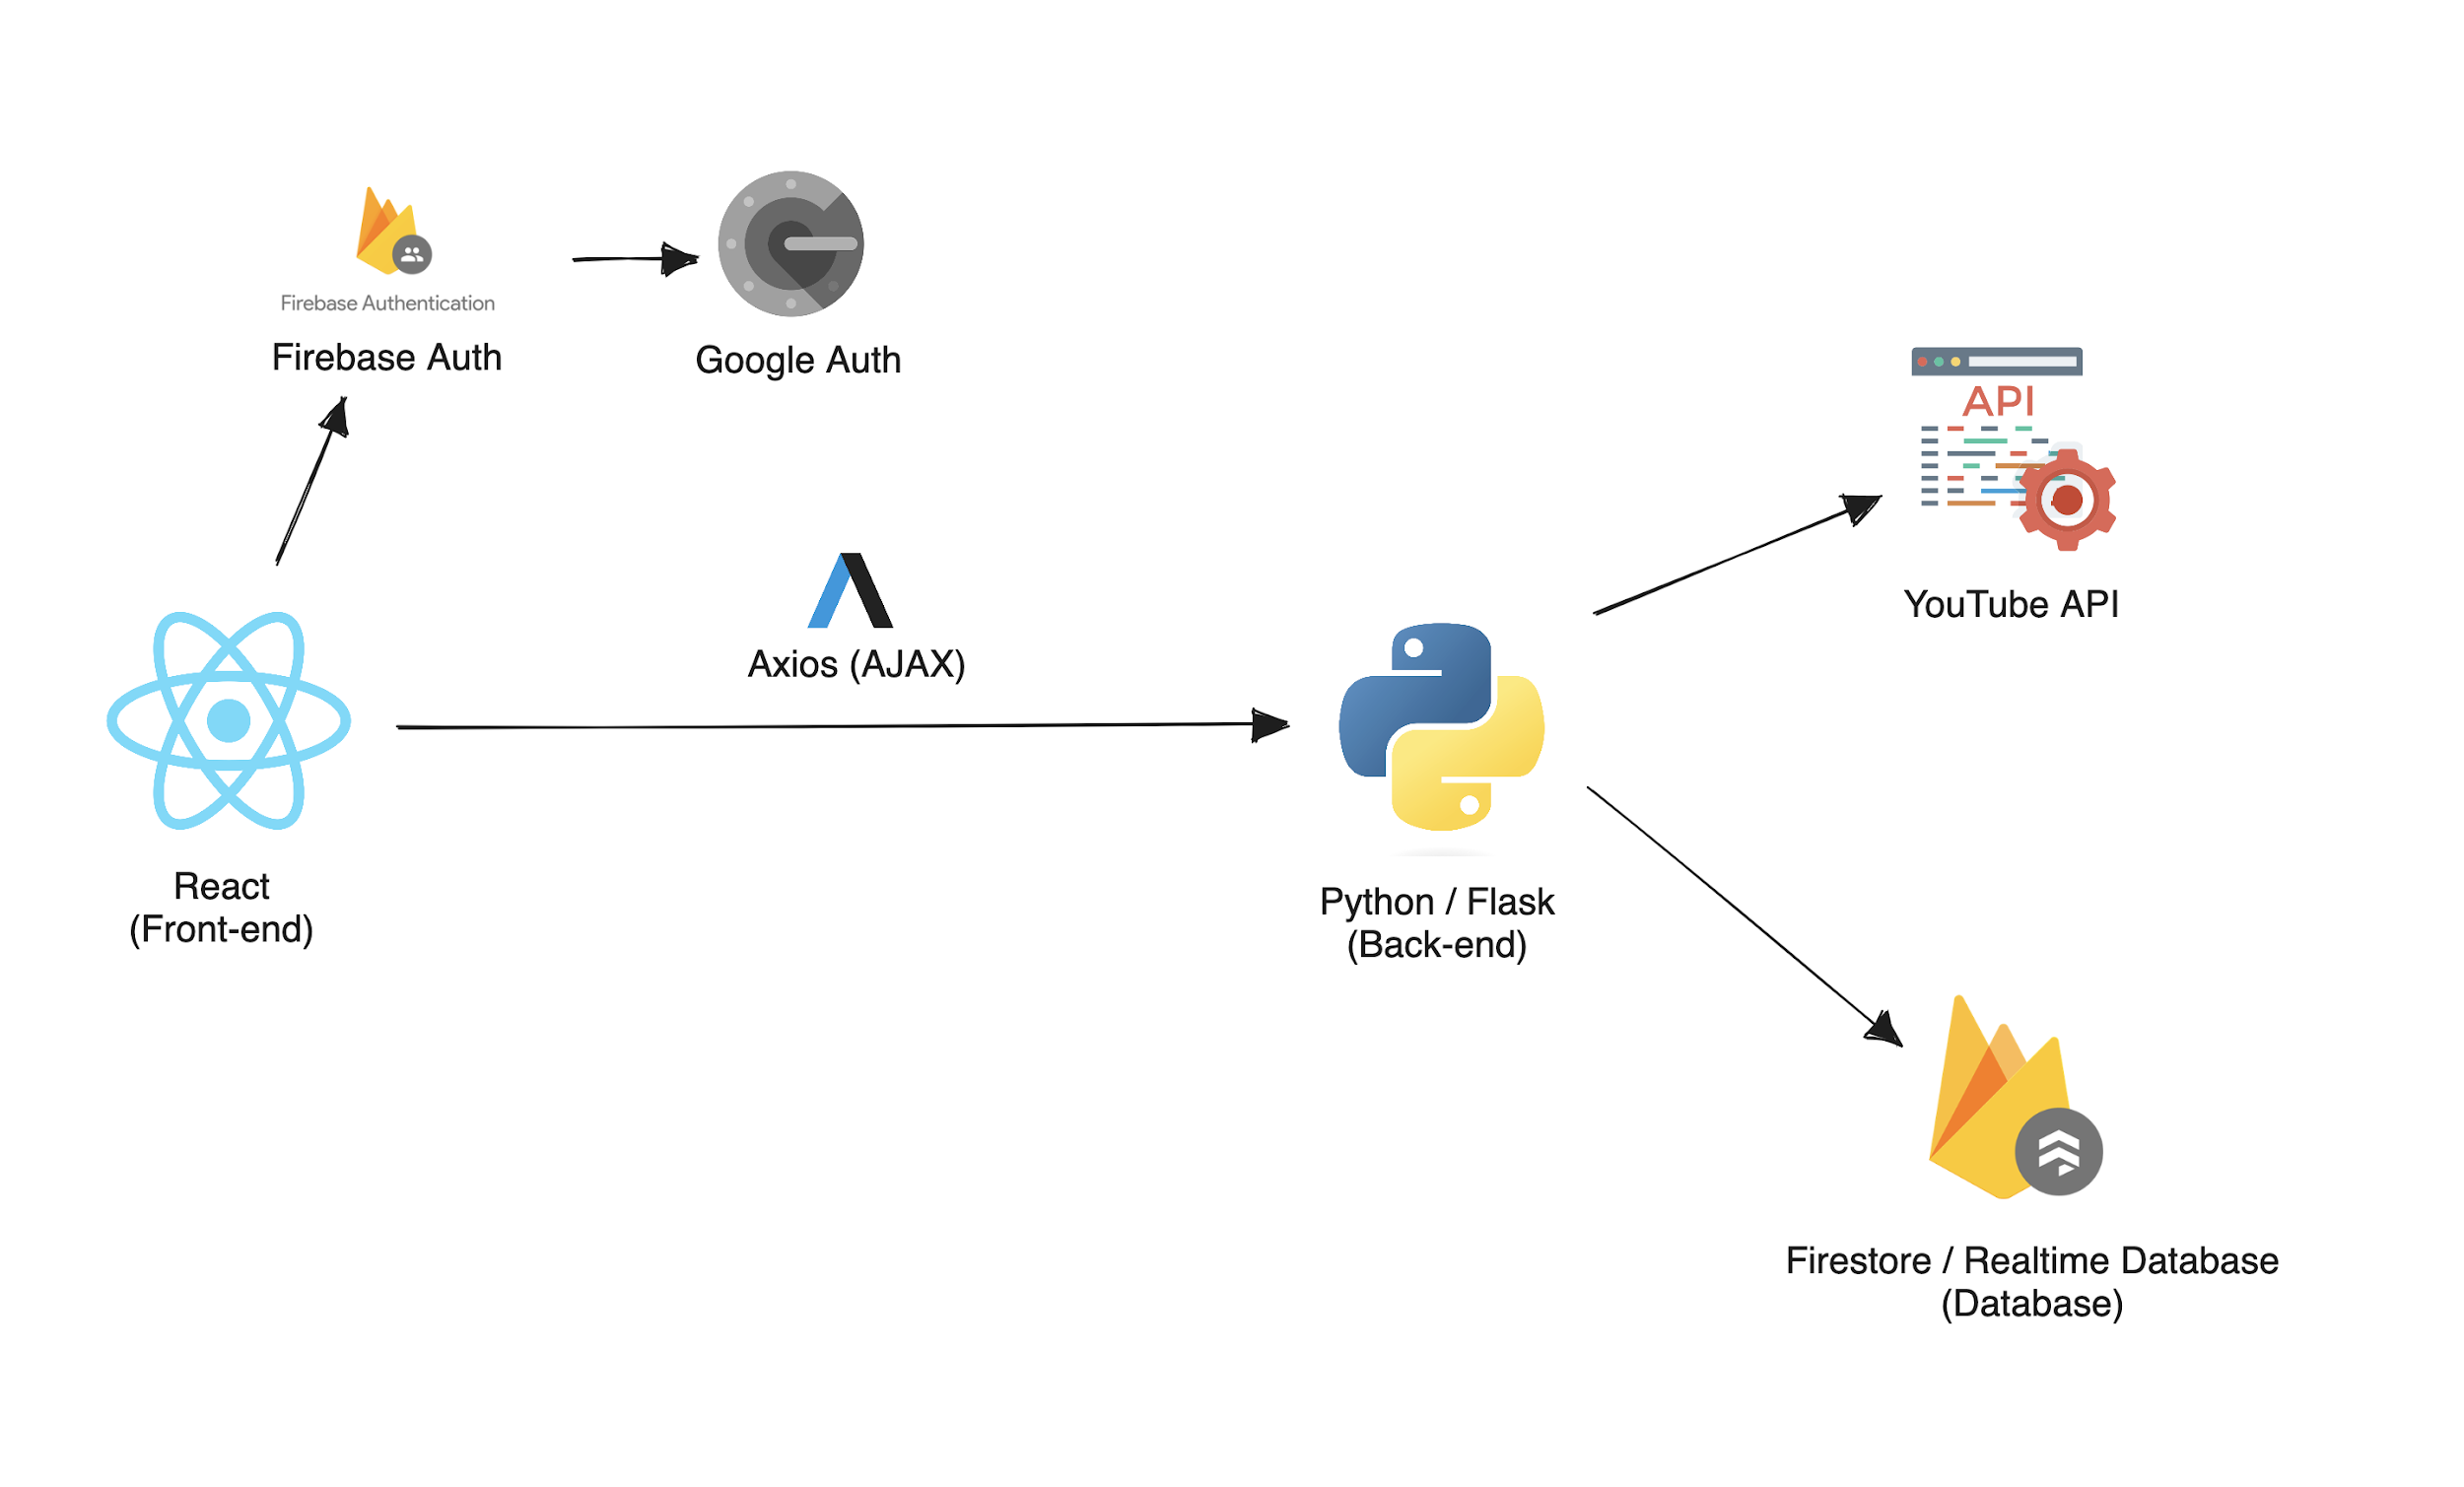 Firebase Authentication
Firebase Auth
Google Auth
API
YouTube API
Axios (AJAX)
React
(Front-end)
Python / Flask
(Back-end)
Firestore / Realtime Database
(Database)